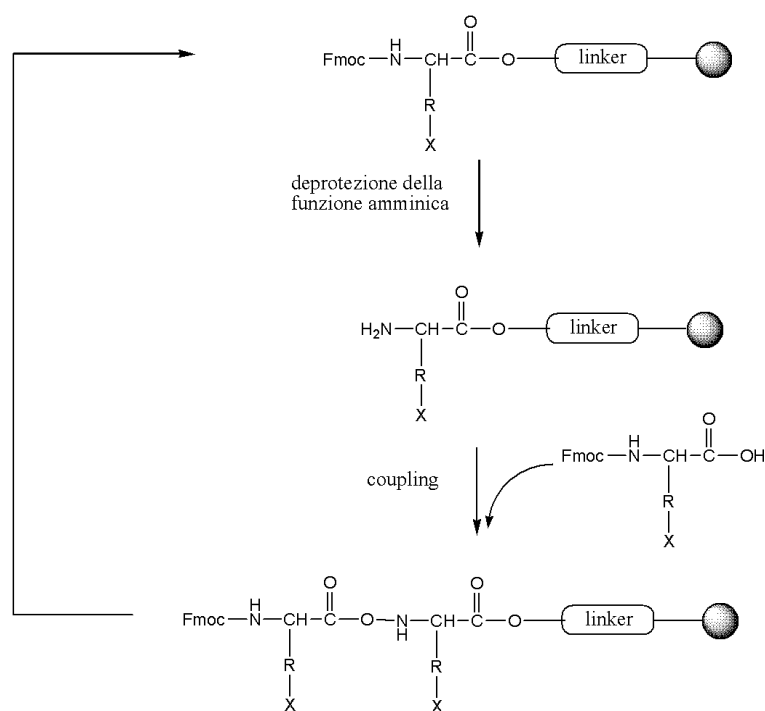 Fmoc—N H—CH—C O—O—linker
R
X
deprotezione della
funzione amminica
H₂N—CH—C O—O—linker
R
X
coupling
Fmoc—N H—CH—C O—OH
R
X
Fmoc—N H—CH—C O—O—N H—CH—C O—O—linker
R R
X X